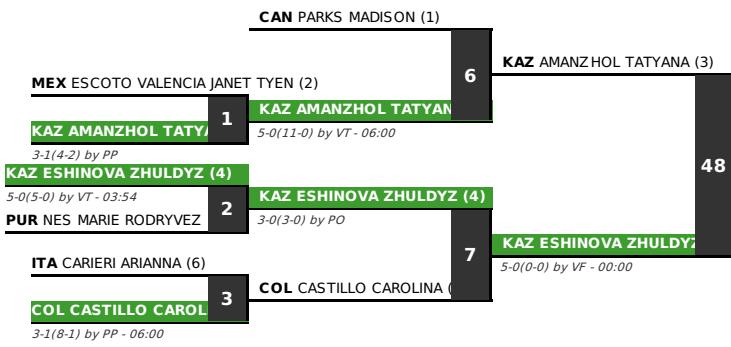 CAN PARKS MADISON (1)
6
KAZ AMANZHOL TATYANA (3)
MEX ESCOTO VALENCIA JANET TYEN (2)
1
KAZ AMANZHOL TATYAN
KAZ AMANZHOL TATYA
5-0(11-0) by VT - 06:00
3-1(4-2) by PP
KAZ ESHINOVA ZHULDYZ (4)
48
5-0(5-0) by VT - 03:54
2
KAZ ESHINOVA ZHULDYZ (4)
PUR NES MARIE RODRYVEZ
3-0(3-0) by PO
7
KAZ ESHINOVA ZHULDYZ
ITA CARIERI ARIANNA (6)
5-0(0-0) by VF - 00:00
3
COL CASTILLO CAROLINA (
COL CASTILLO CAROL
3-1(8-1) by PP - 06:00